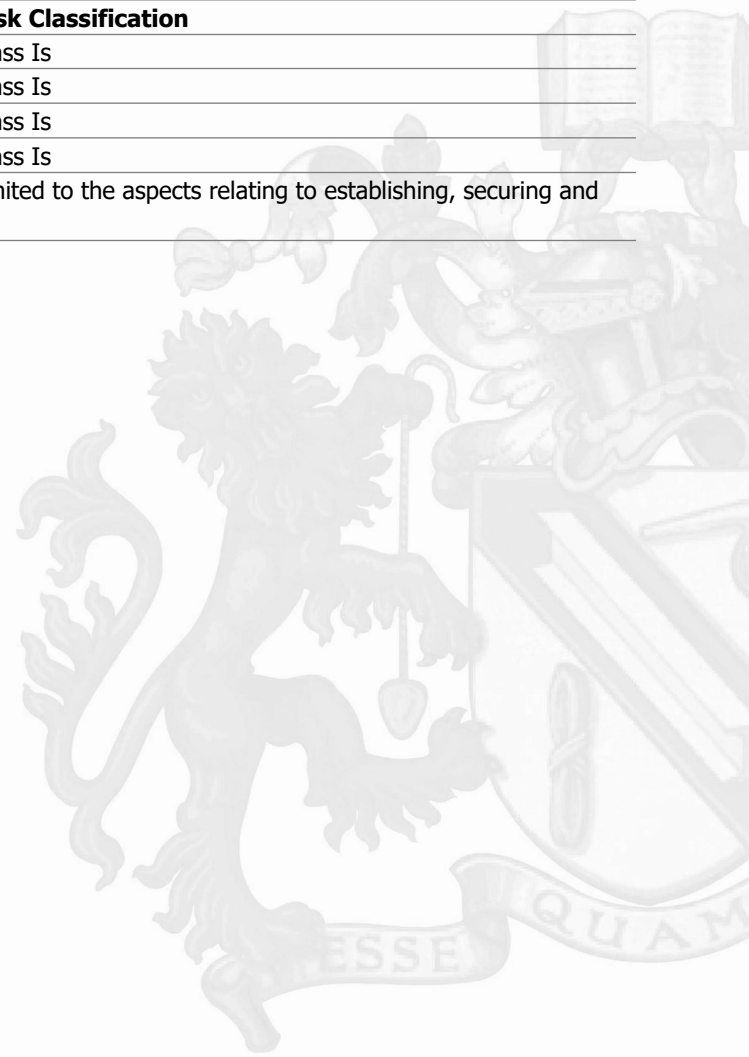 sk Classification
ass Is
ass Is
ass Is
ass Is
nited to the aspects relating to establishing, securing and
ESSE
QUAM